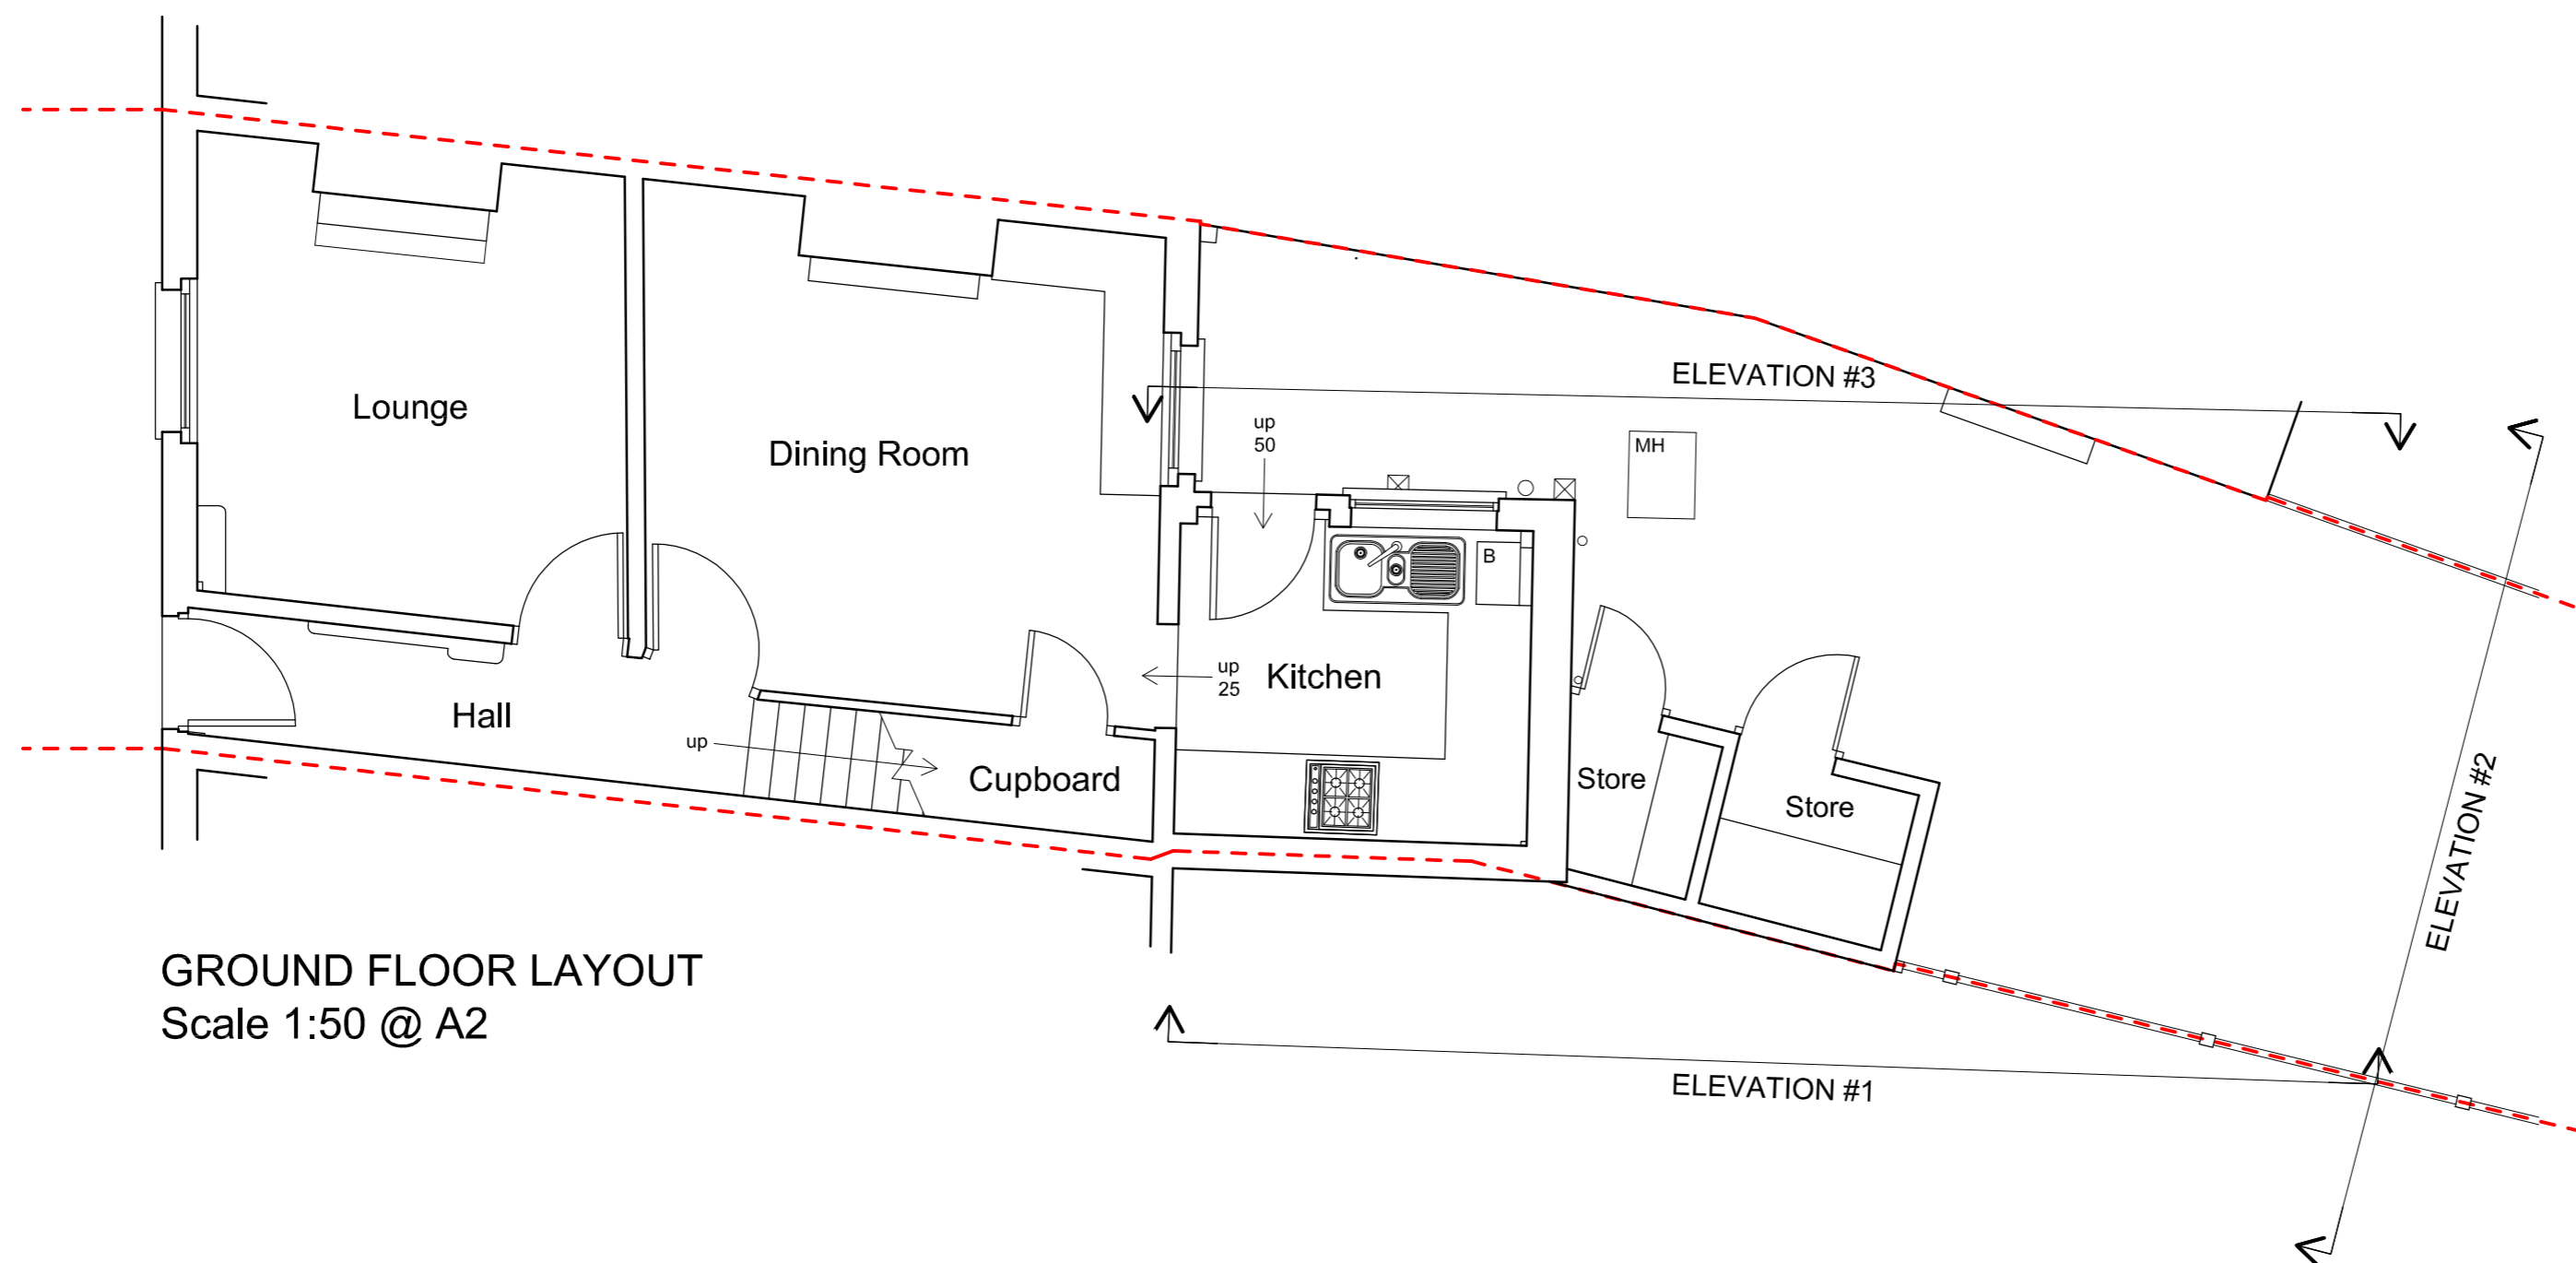 ELEVATION #3
Lounge
up
50
MH
Dining Room
B
up
25
Kitchen
Hall
up
Cupboard
Store
Store
ELEVATION #2
GROUND FLOOR LAYOUT
Scale 1:50 @ A2
ELEVATION #1